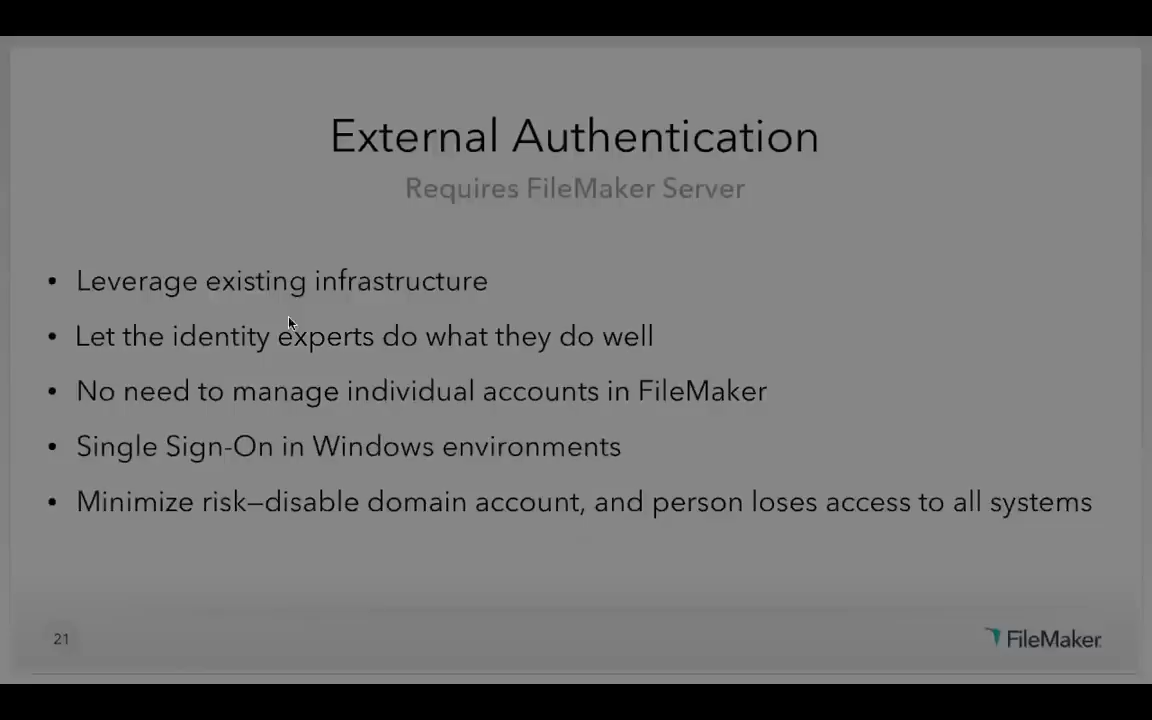 External Authentication
Requires FileMaker Server
• Leverage existing infrastructure
• Let the identity experts do what they do well
• No need to manage individual accounts in FileMaker
• Single Sign-On in Windows environments
• Minimize risk—disable domain account, and person loses access to all systems
21
FileMaker